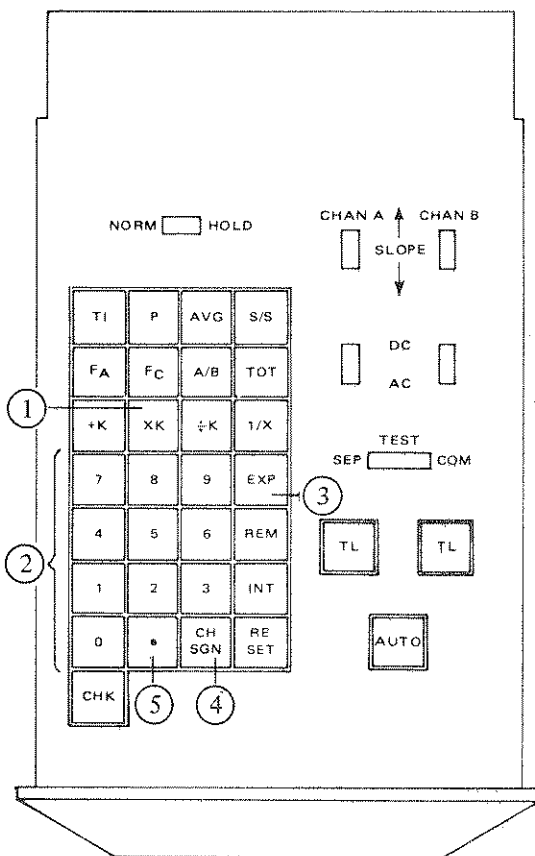 CHAN A CHAN B
NORM HOLD
SLOPE
TI P AVG S/S
DC
FA FC A/B TOT
AC
1
+K XK ÷K 1/X
TEST
SEP COM
7 8 9 EXP
3
4 5 6 REM
TL TL
2
1 2 3 INT
0 • CH SGN RE SET
AUTO
CHK
5 4